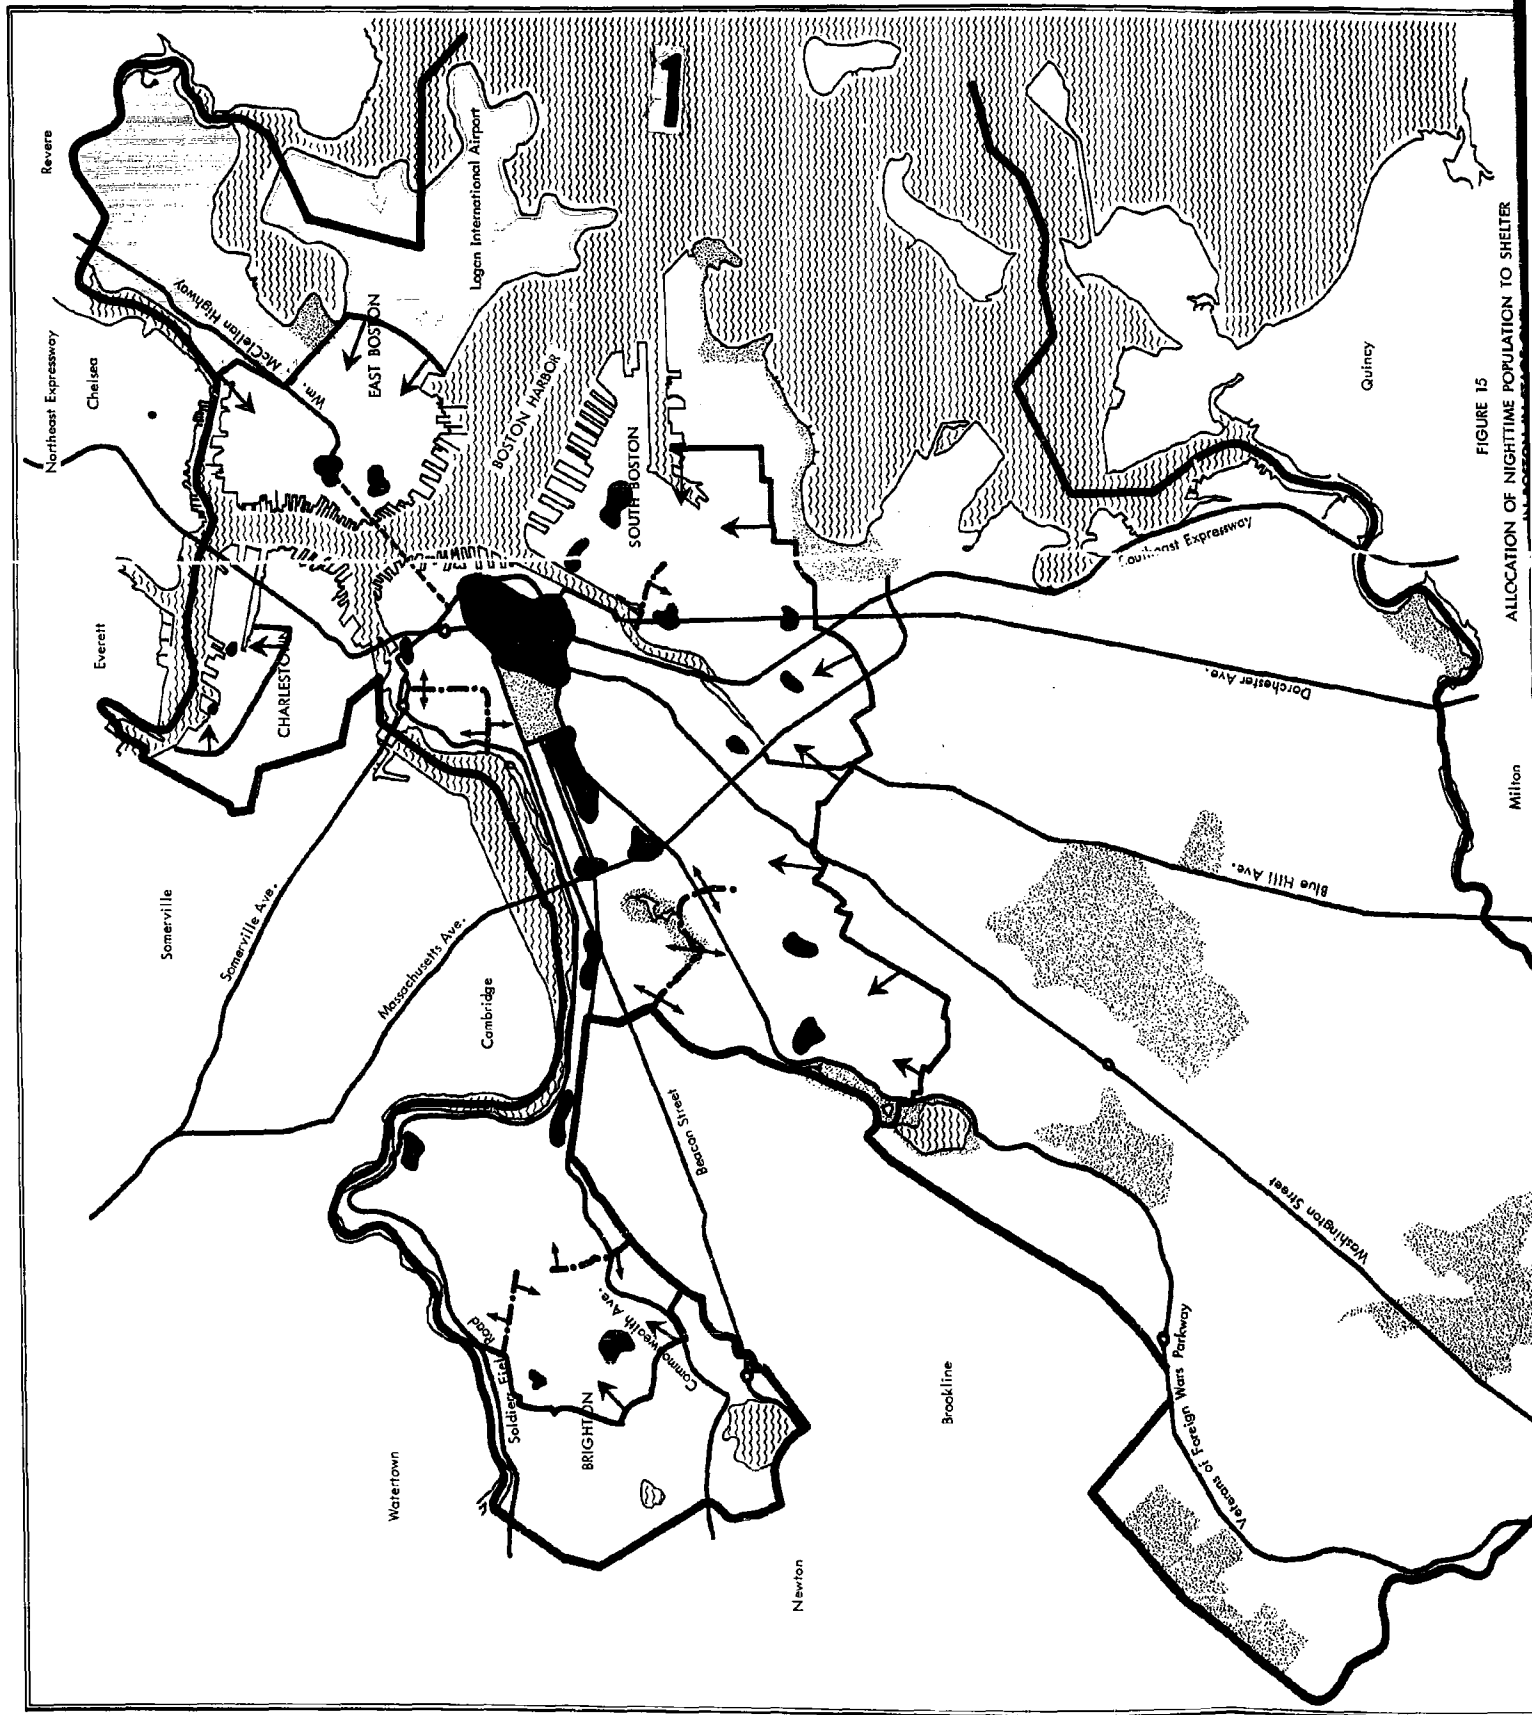 Revere
Northeast Expressway
Chelsea
Wm. McClellan Highway
Logan International Airport
EAST BOSTON
BOSTON HARBOR
SOUTH BOSTON
Everett
CHARLESTON
Somerville
Somerville Ave.
Massachusetts Ave.
Cambridge
Southeast Expressway
Dorchester Ave.
Quincy
Milton
Blue Hill Ave.
Beacon Street
Washington Street
Soldiers Field Road
Commonwealth Ave.
BRIGHTON
Watertown
Brookline
Newton
Veterans of Foreign Wars Parkway
1
FIGURE 15
ALLOCATION OF NIGHTTIME POPULATION TO SHELTER